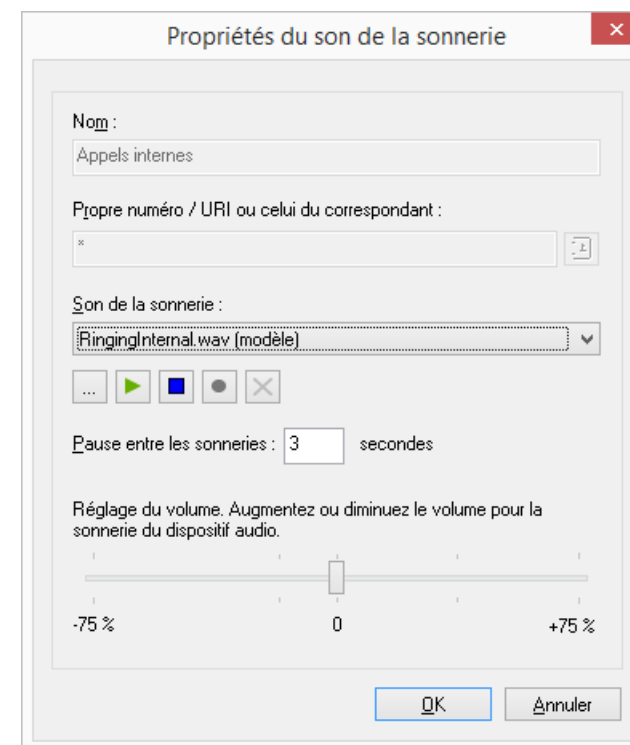 Propriétés du son de la sonnerie
Nom :
Appels internes
Propre numéro / URI ou celui du correspondant :
*
Son de la sonnerie :
RingingInternal.wav (modèle)
...
Pause entre les sonneries : 3 secondes
Réglage du volume. Augmentez ou diminuez le volume pour la
sonnerie du dispositif audio.
-75 % 0 +75 %
OK Annuler